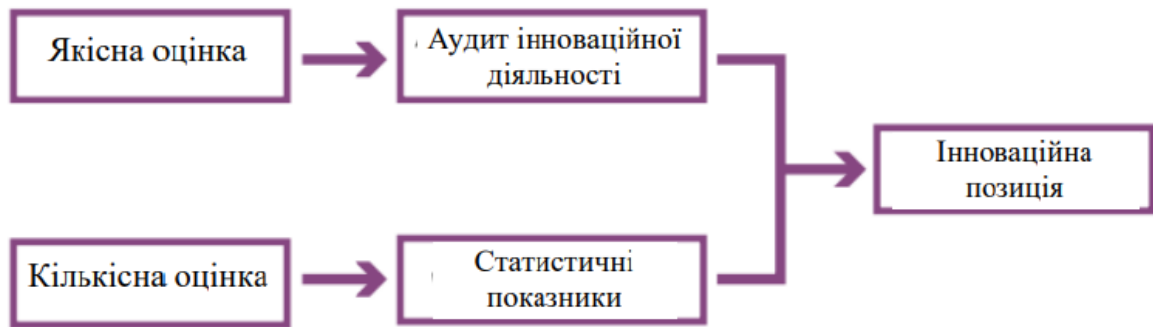 Якісна оцінка
Аудит інноваційної
діяльності
Інноваційна
позиція
Кількісна оцінка
Статистичні
показники